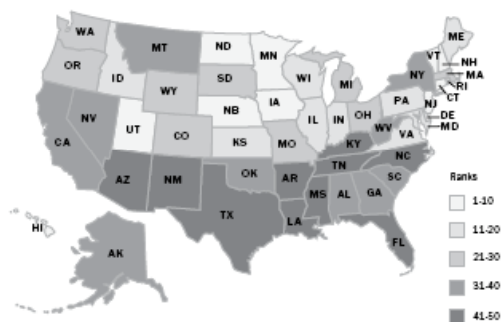 WA
MT
ND
MN
VT
ME
OR
ID
WY
SD
WI
MI
NY
NH
MA
RI
CT
NV
UT
CO
NB
IA
IL
IN
OH
PA
NJ
DE
MD
CA
KS
MO
KY
WV
VA
AZ
NM
OK
AR
TN
NC
TX
LA
MS
AL
GA
SC
FL
HI
AK
Ranks
1-10
11-20
21-30
31-40
41-50